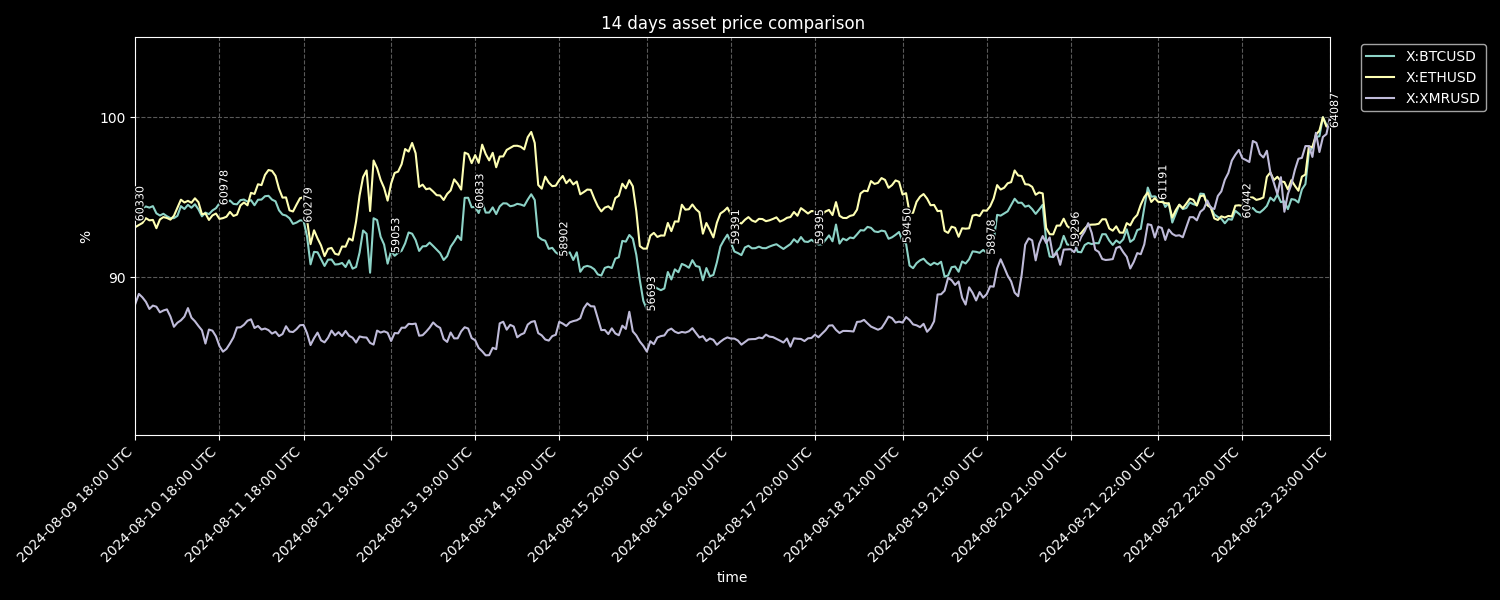 14 days asset price comparison
X:BTCUSD
X:ETHUSD
X:XMRUSD
100
90
%
60330
60978
60279
59053
60833
58902
56693
59391
59395
59450
58978
59296
61191
60442
64087
2024-08-09 18:00 UTC
2024-08-10 18:00 UTC
2024-08-11 18:00 UTC
2024-08-12 19:00 UTC
2024-08-13 19:00 UTC
2024-08-14 19:00 UTC
2024-08-15 20:00 UTC
2024-08-16 20:00 UTC
2024-08-17 20:00 UTC
2024-08-18 21:00 UTC
2024-08-19 21:00 UTC
2024-08-20 21:00 UTC
2024-08-21 22:00 UTC
2024-08-22 22:00 UTC
2024-08-23 23:00 UTC
time